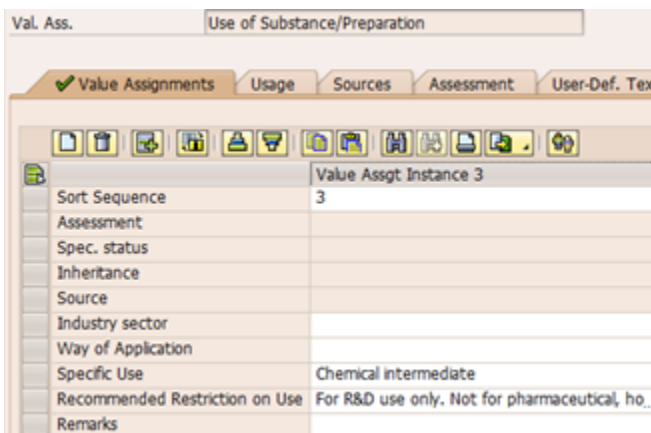 Val. Ass. Use of Substance/Preparation
Value Assignments Usage Sources Assessment User-Def. Tex
Value Assgt Instance 3
Sort Sequence 3
Assessment
Spec. status
Inheritance
Source
Industry sector
Way of Application
Specific Use Chemical intermediate
Recommended Restriction on Use For R&D use only. Not for pharmaceutical, ho..
Remarks